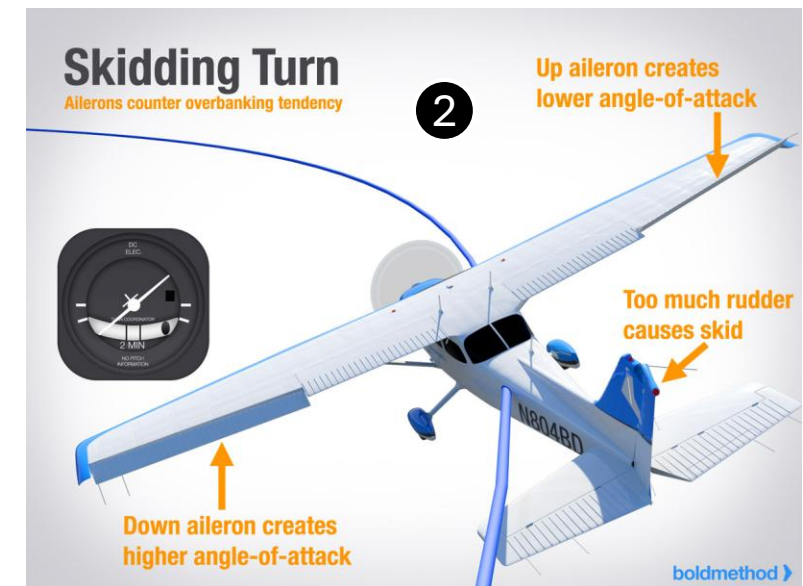 Skidding Turn
Ailerons counter overbanking tendency
2
Up aileron creates
lower angle-of-attack
DC
ELEC.
2 MIN
NO PITCH
INFORMATION
Too much rudder
causes skid
N804BD
Down aileron creates
higher angle-of-attack
boldmethod